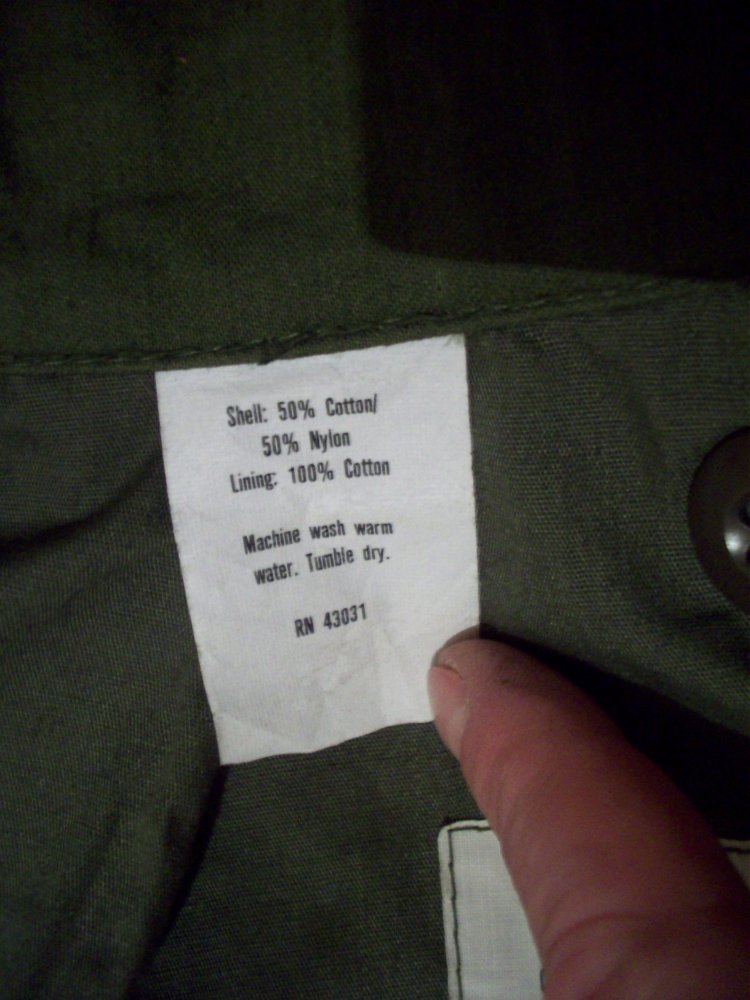 Shell: 50% Cotton/
50% Nylon
Lining: 100% Cotton
Machine wash warm
water. Tumble dry.
RN 43031